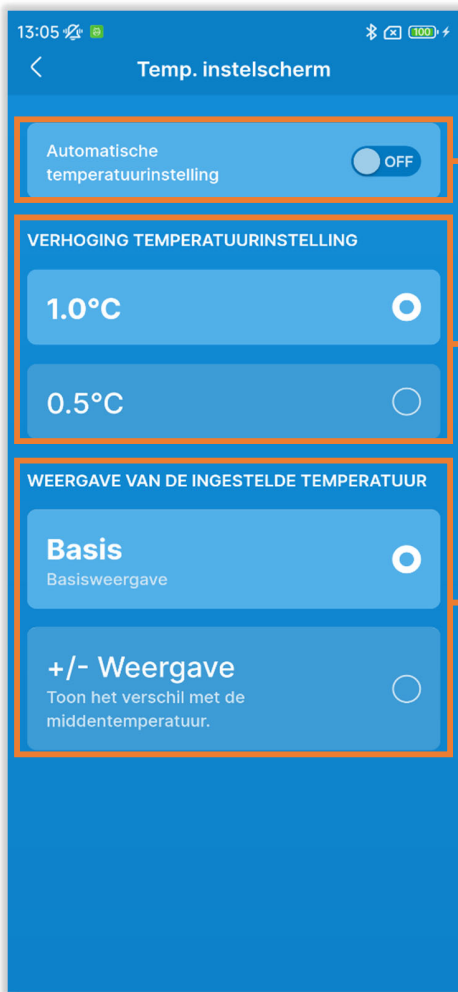 13:05
100
Temp. instelscherm
Automatische
temperatuurinstelling
OFF
VERHOGING TEMPERATUURINSTELLING
1.0°C
0.5°C
WEERGAVE VAN DE INGESTELDE TEMPERATUUR
Basis
Basisweergave
+/- Weergave
Toon het verschil met de
middentemperatuur.